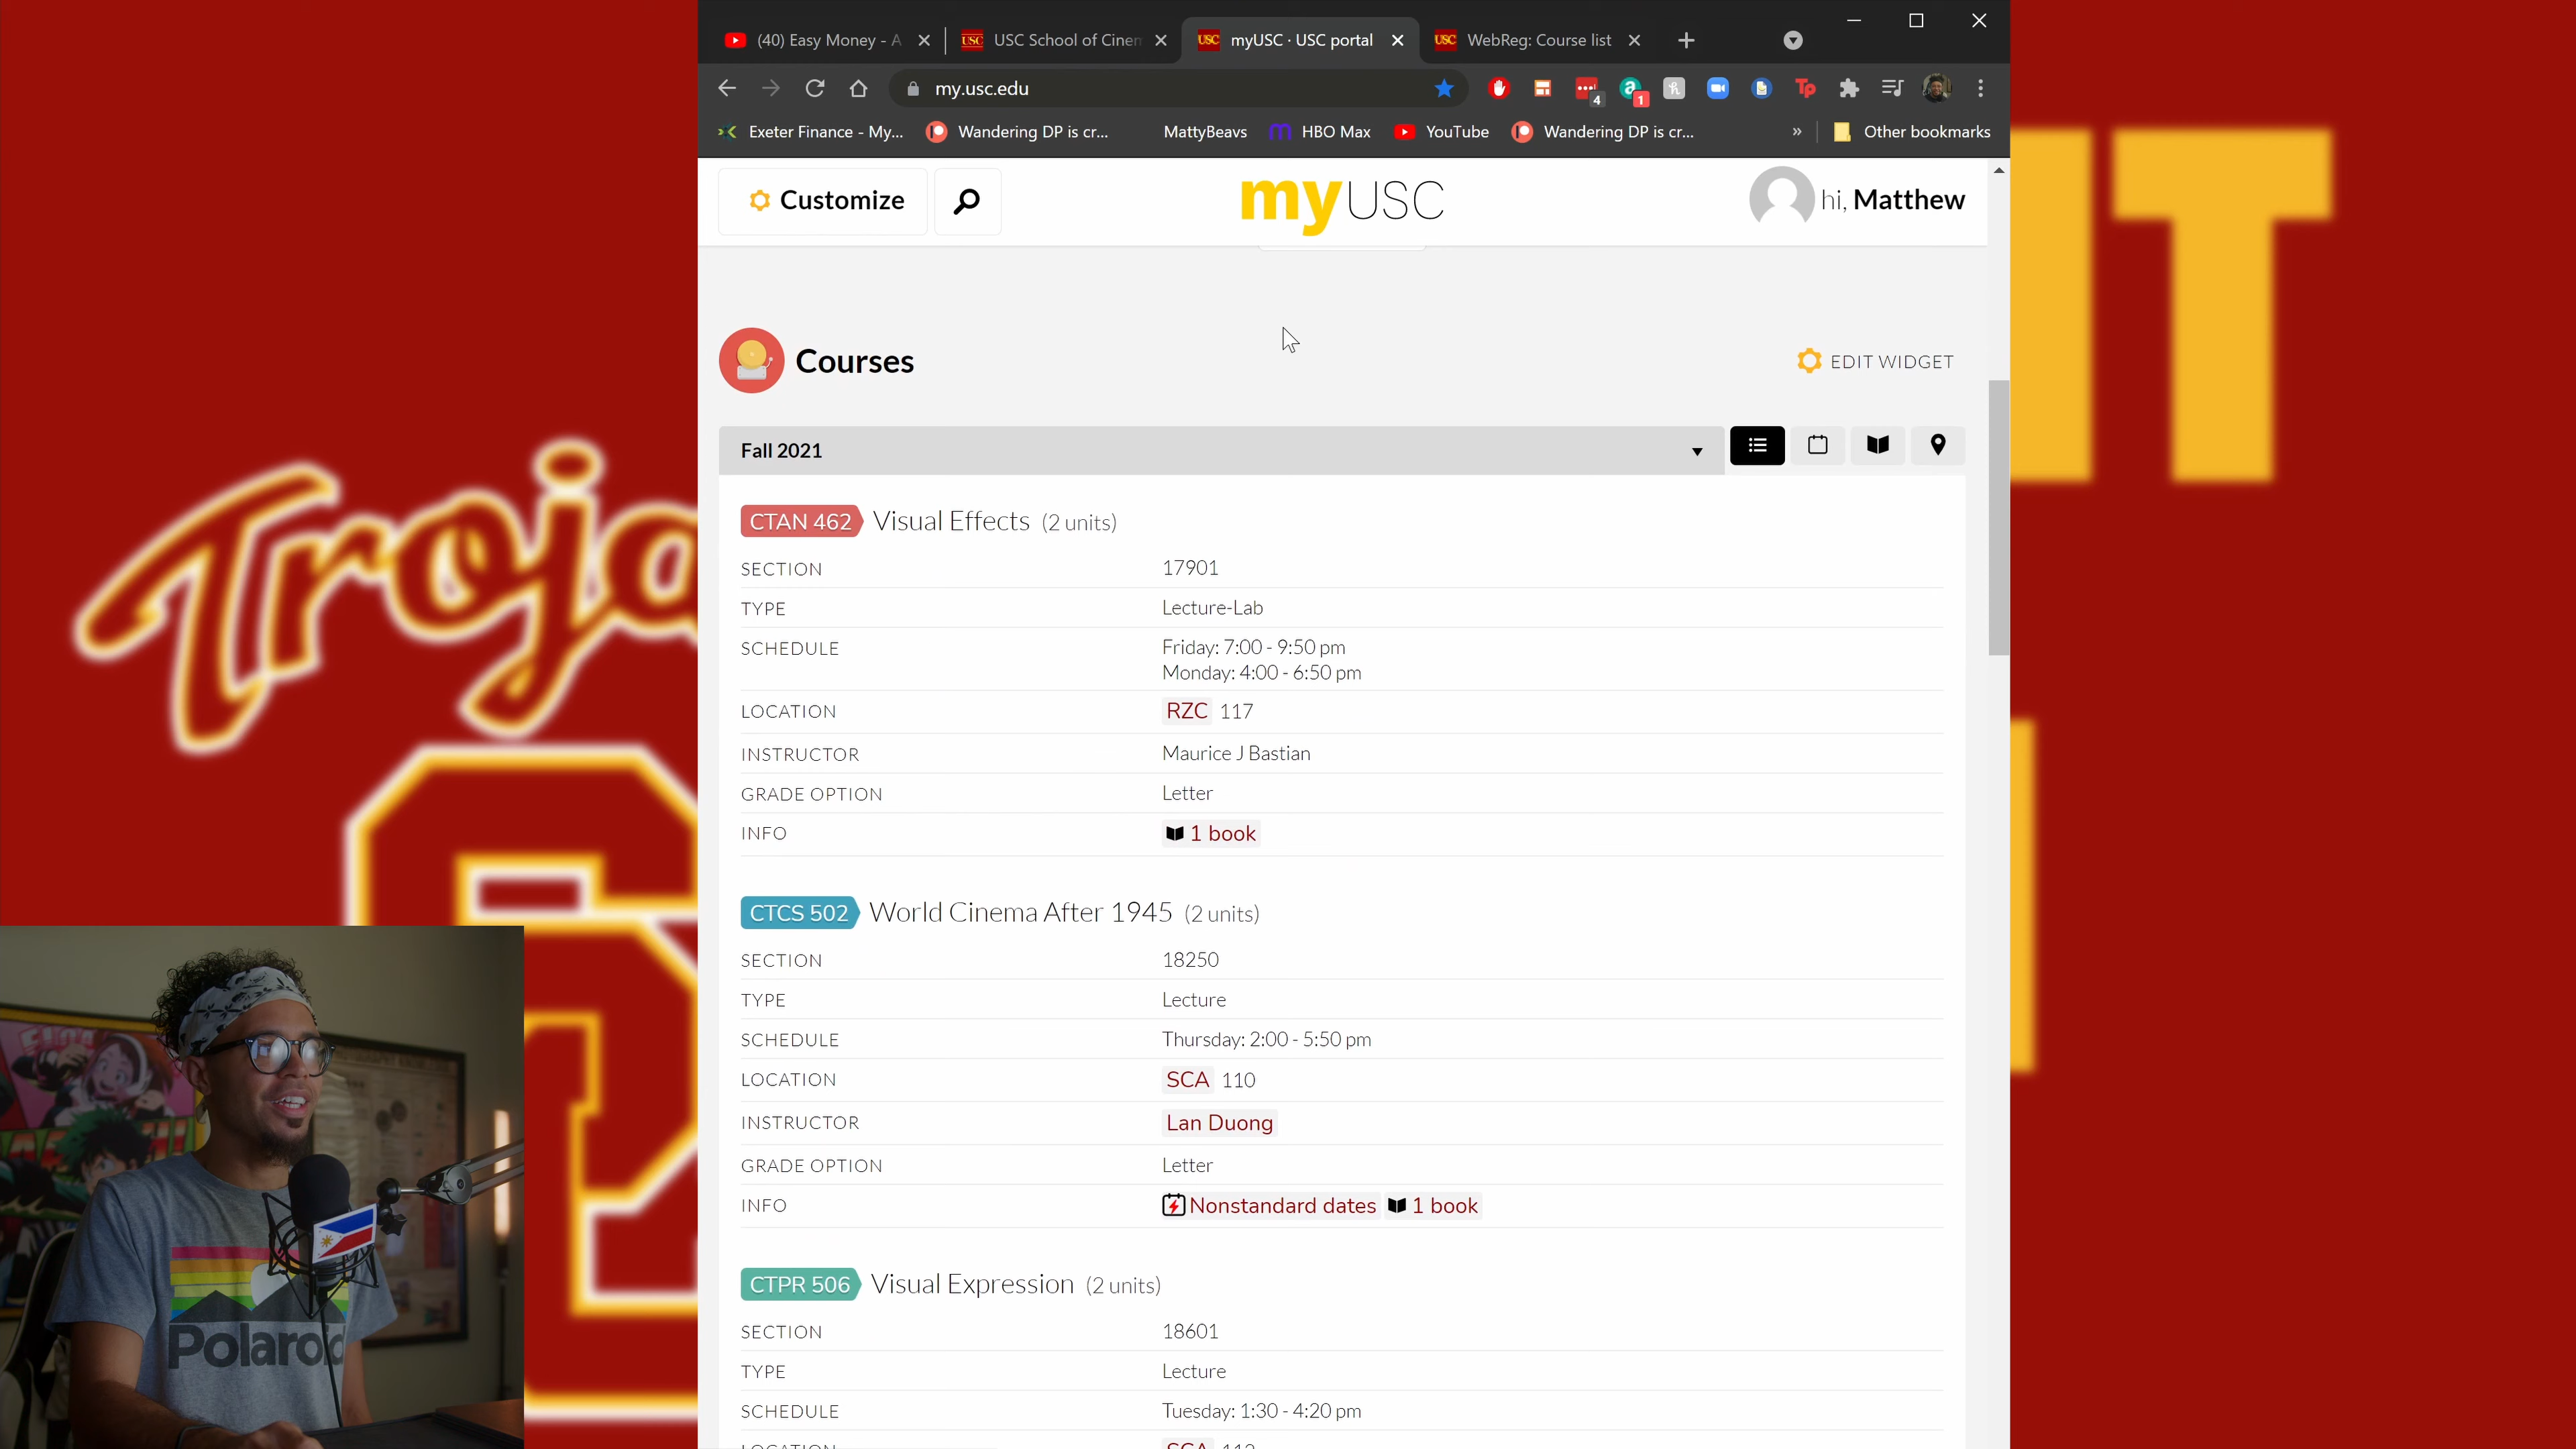 (40) Easy Money - A
USC School of Cinem
myUSC · USC portal
WebReg: Course list
my.usc.edu
4
1
Exeter Finance - My...
Wandering DP is cr...
MattyBeavs
HBO Max
YouTube
Wandering DP is cr...
Other bookmarks
Customize
myUSC
hi, Matthew
Courses
EDIT WIDGET
Fall 2021
CTAN 462 Visual Effects (2 units)
SECTION 17901
TYPE Lecture-Lab
SCHEDULE Friday: 7:00 - 9:50 pm
Monday: 4:00 - 6:50 pm
LOCATION RZC 117
INSTRUCTOR Maurice J Bastian
GRADE OPTION Letter
INFO 1 book
CTCS 502 World Cinema After 1945 (2 units)
SECTION 18250
TYPE Lecture
SCHEDULE Thursday: 2:00 - 5:50 pm
LOCATION SCA 110
INSTRUCTOR Lan Duong
GRADE OPTION Letter
INFO Nonstandard dates 1 book
CTPR 506 Visual Expression (2 units)
SECTION 18601
TYPE Lecture
SCHEDULE Tuesday: 1:30 - 4:20 pm
LOCATION SCA
Troja
Polaroid